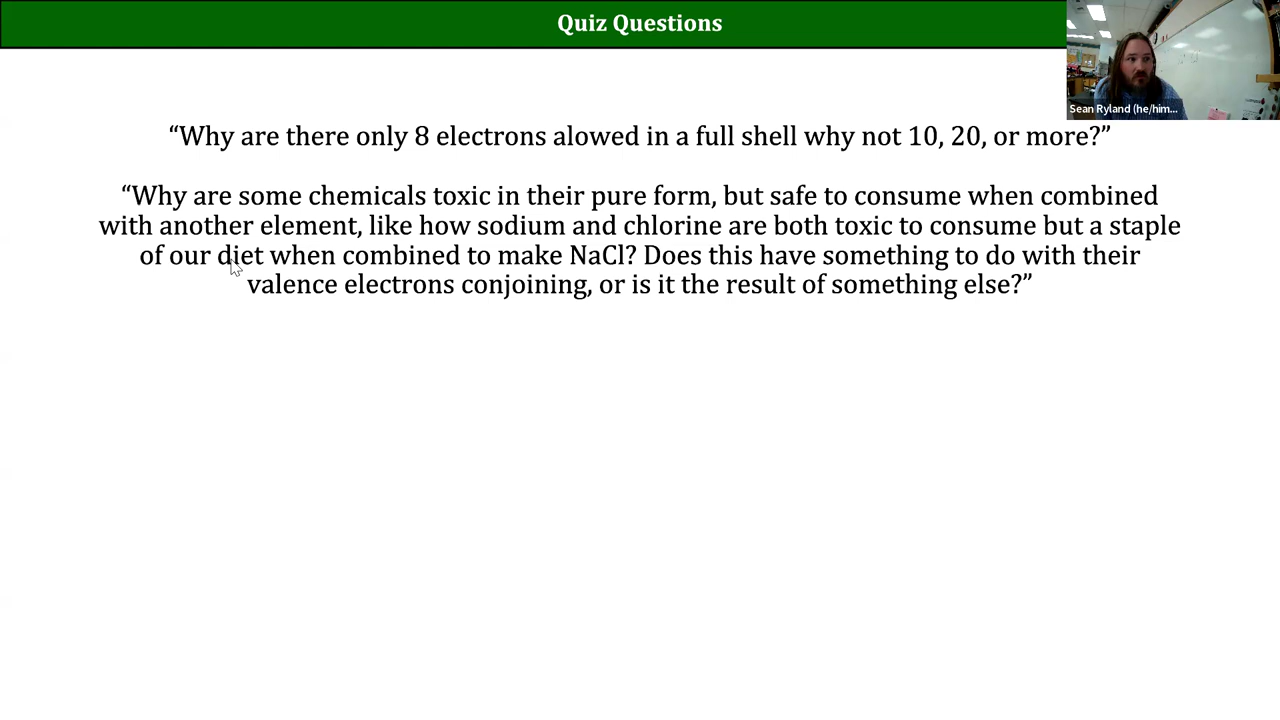 Quiz Questions
Sean Ryland (he/him...
“Why are there only 8 electrons alowed in a full shell why not 10, 20, or more?”
“Why are some chemicals toxic in their pure form, but safe to consume when combined
with another element, like how sodium and chlorine are both toxic to consume but a staple
of our diet when combined to make NaCl? Does this have something to do with their
valence electrons conjoining, or is it the result of something else?”